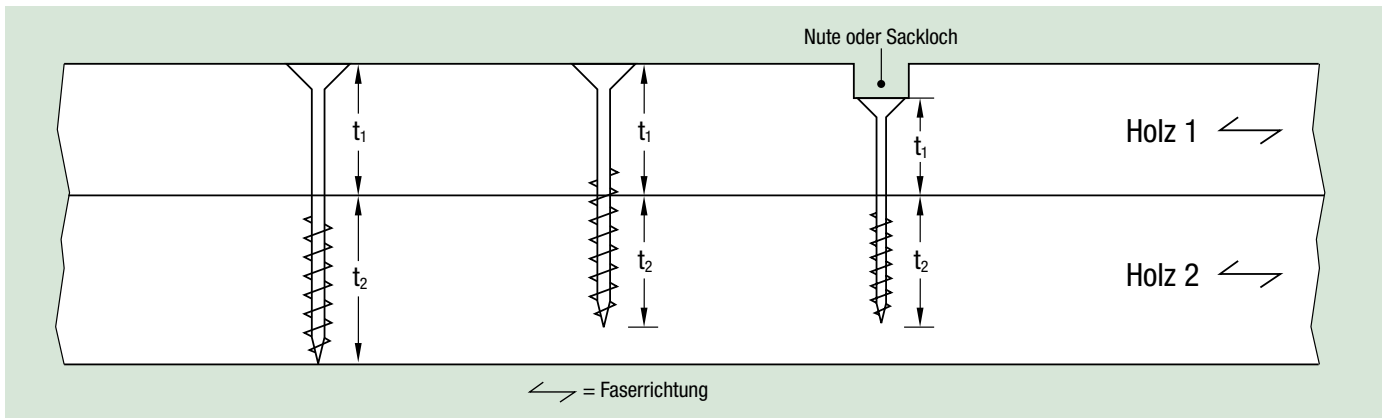 Nute oder Sackloch
t₁
t₁
t₁
Holz 1
t₂
t₂
t₂
Holz 2
= Faserrichtung